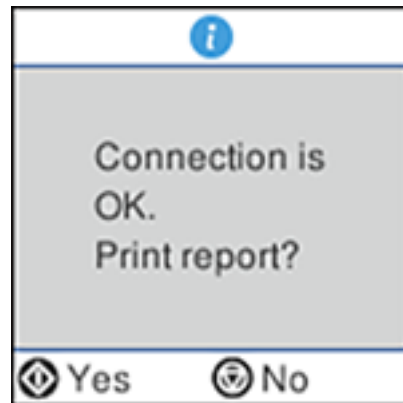 Connection is
OK.
Print report?
Yes No